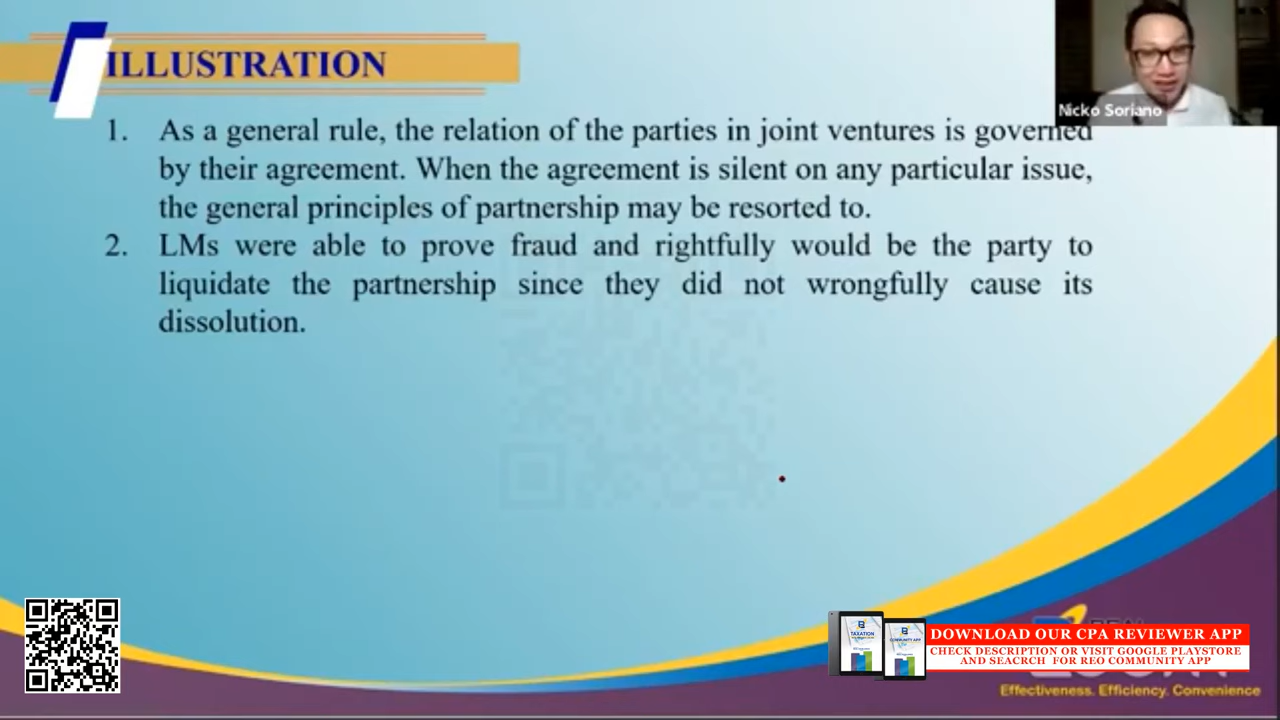 Nicko Soriano
ILLUSTRATION
1. As a general rule, the relation of the parties in joint ventures is governed
by their agreement. When the agreement is silent on any particular issue,
the general principles of partnership may be resorted to.
2. LMs were able to prove fraud and rightfully would be the party to
liquidate the partnership since they did not wrongfully cause its
dissolution.
TAXATION
COMMUNITY APP
DOWNLOAD OUR CPA REVIEWER APP
CHECK DESCRIPTION OR VISIT GOOGLE PLAYSTORE
AND SEACRCH FOR REO COMMUNITY APP
Effectiveness. Efficiency. Convenience